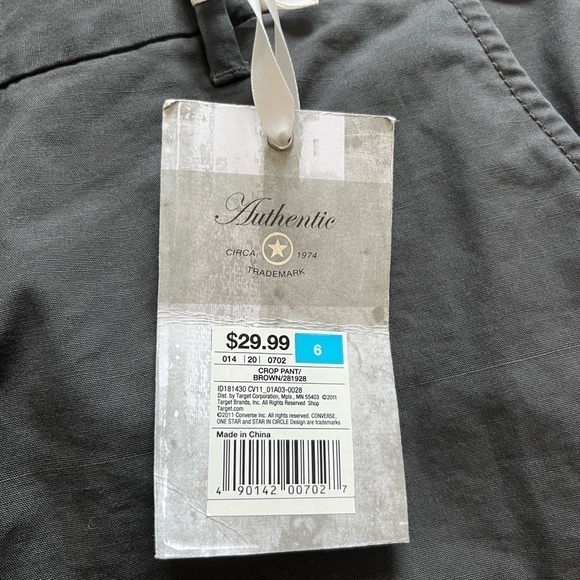 Authentic
CIRCA 1974
TRADEMARK
$29.99 6
014 20 0702
CROP PANT/
BROWN/281928
ID181430 CV11_01A03-0028
Dist. by Target Corporation, Mpls., MN 55403 ©2011
Target Brands, Inc. All Rights Reserved Shop
Target.com
©2011 Converse Inc. All rights reserved. CONVERSE,
ONE STAR and STAR IN CIRCLE Design are trademarks
Made in China
4 90142 00702 7